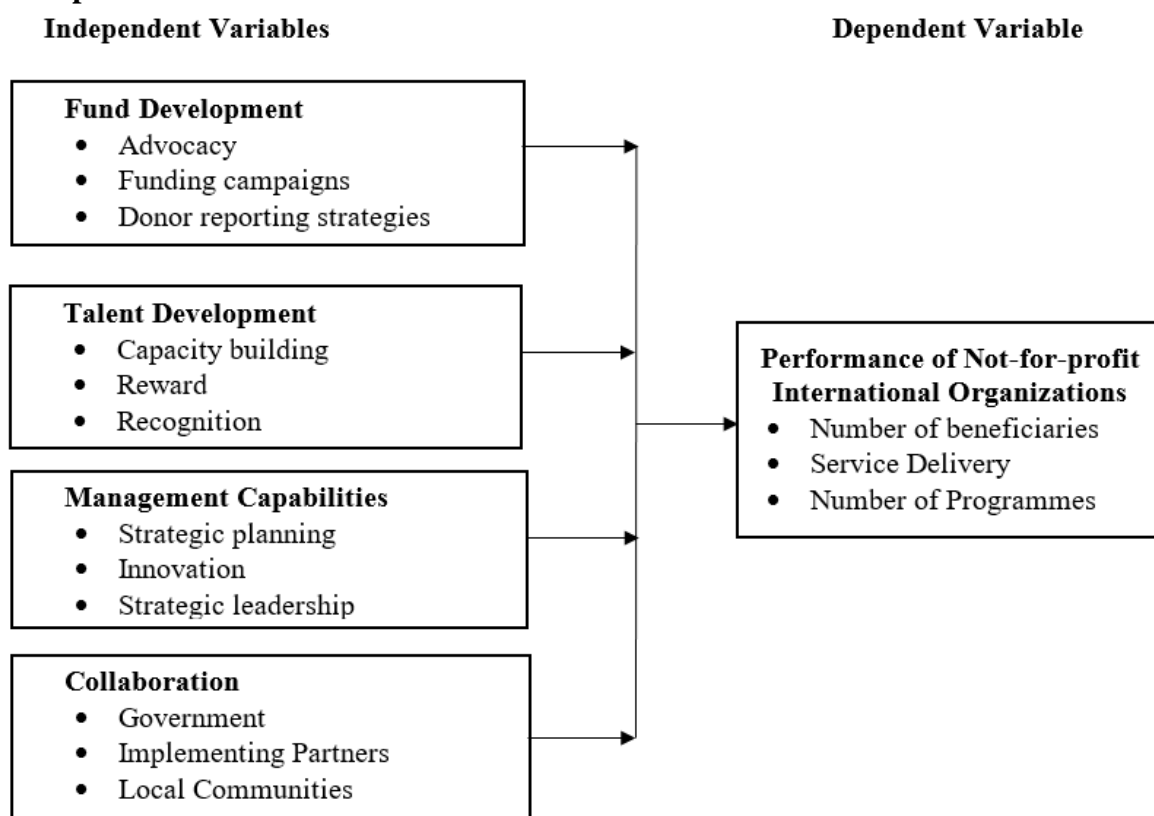 Independent Variables
Dependent Variable
Fund Development
• Advocacy
• Funding campaigns
• Donor reporting strategies
Talent Development
• Capacity building
• Reward
• Recognition
Management Capabilities
• Strategic planning
• Innovation
• Strategic leadership
Collaboration
• Government
• Implementing Partners
• Local Communities
Performance of Not-for-profit
International Organizations
• Number of beneficiaries
• Service Delivery
• Number of Programmes